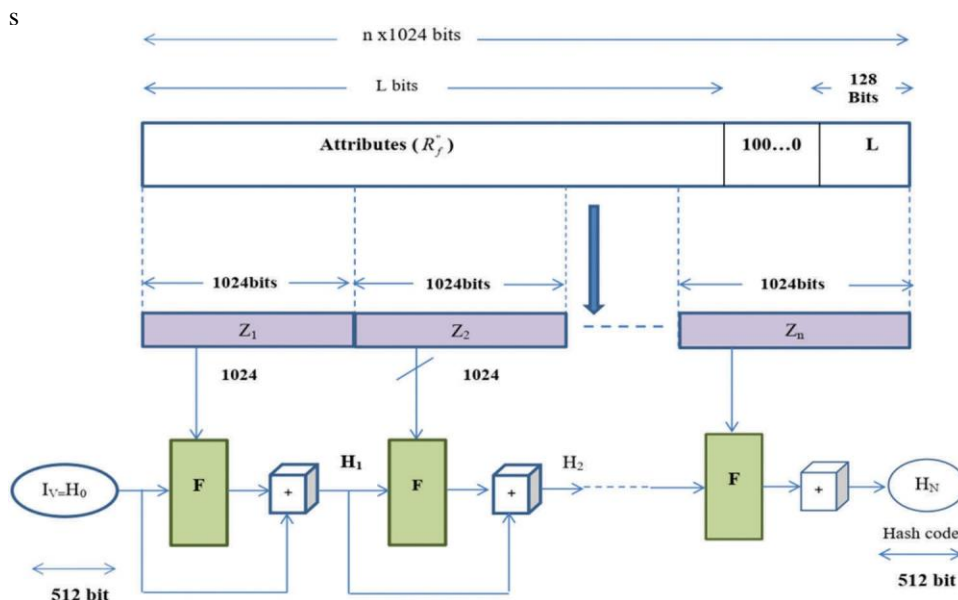 s
n x1024 bits
L bits
128
Bits
Attributes ( R*f )
100...0
L
1024bits
1024bits
1024bits
Z1
Z2
Zn
1024
1024
IV=H0
F
+
H1
F
+
H2
F
+
HN
Hash code
512 bit
512 bit